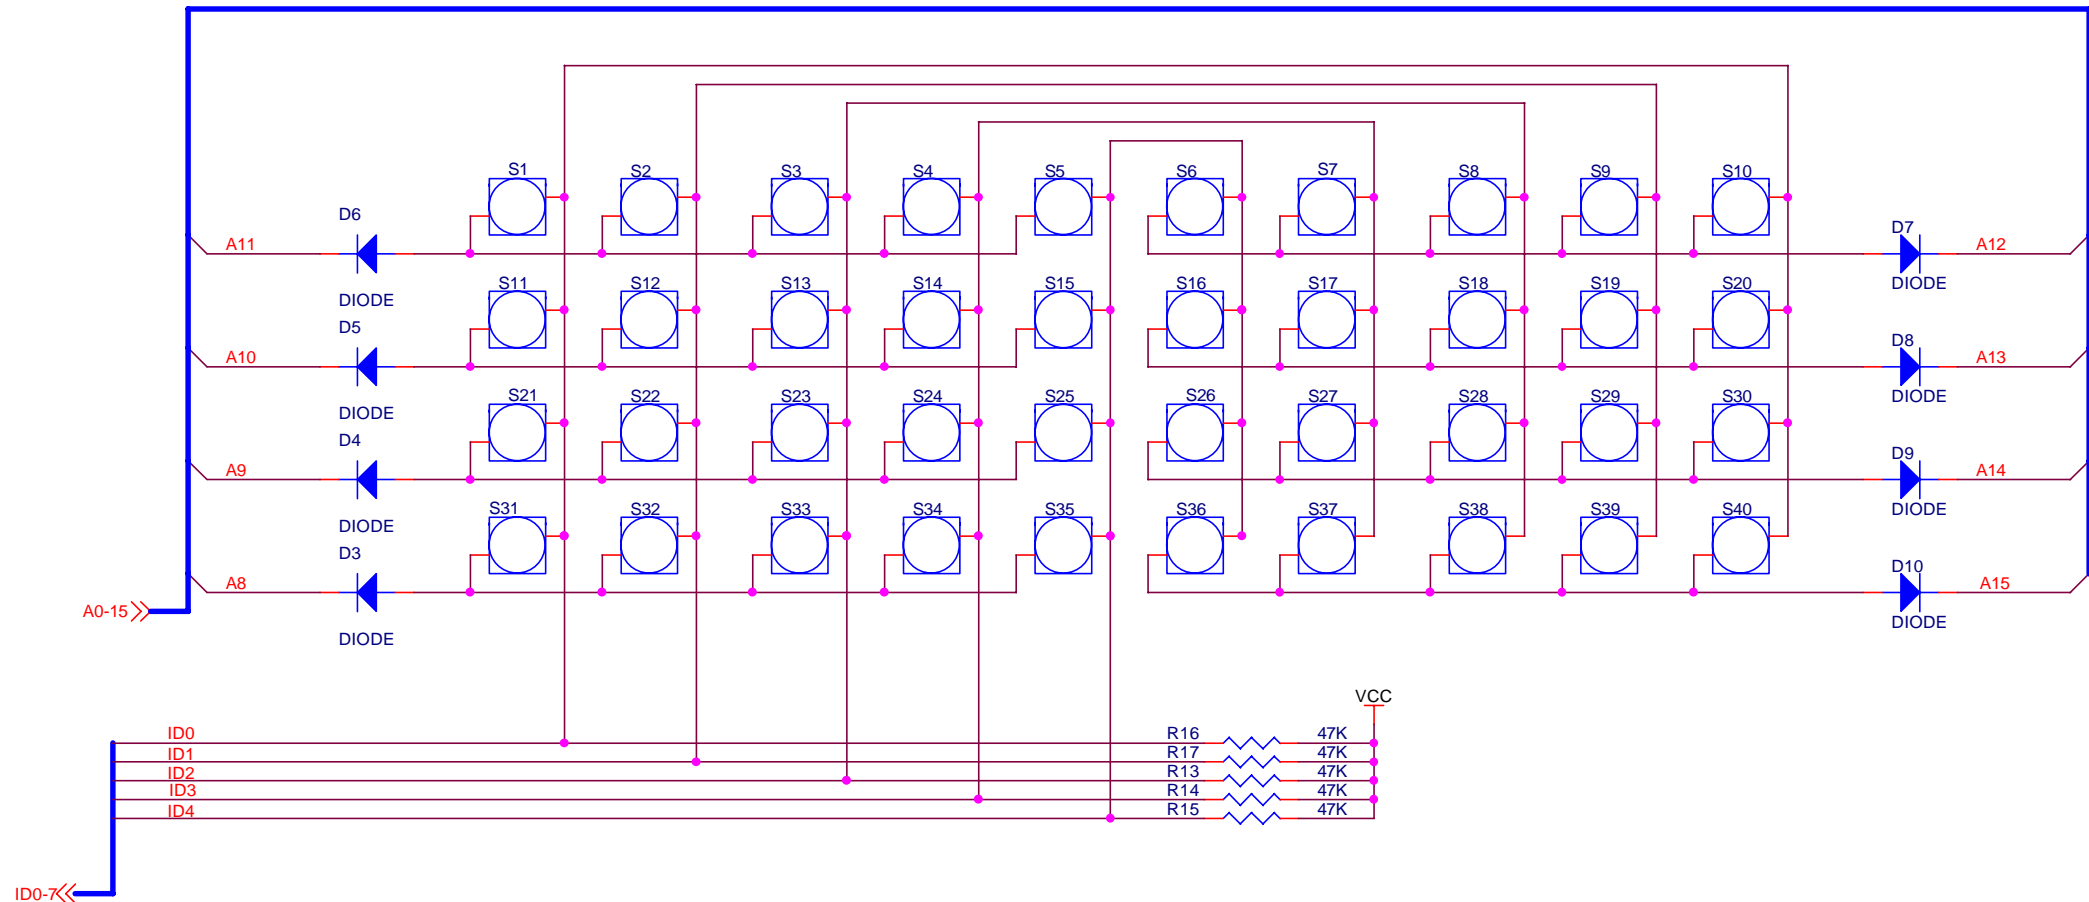 S1 S2 S3 S4 S5 S6 S7 S8 S9 S10
D6 D7
A11 A12
DIODE DIODE
S11 S12 S13 S14 S15 S16 S17 S18 S19 S20
D5 D8
A10 A13
DIODE DIODE
S21 S22 S23 S24 S25 S26 S27 S28 S29 S30
D4 D9
A9 A14
DIODE DIODE
S31 S32 S33 S34 S35 S36 S37 S38 S39 S40
D3 D10
A8 A15
A0-15
DIODE DIODE
VCC
ID0 R16 47K
ID1 R17 47K
ID2 R13 47K
ID3 R14 47K
ID4 R15 47K
ID0-7